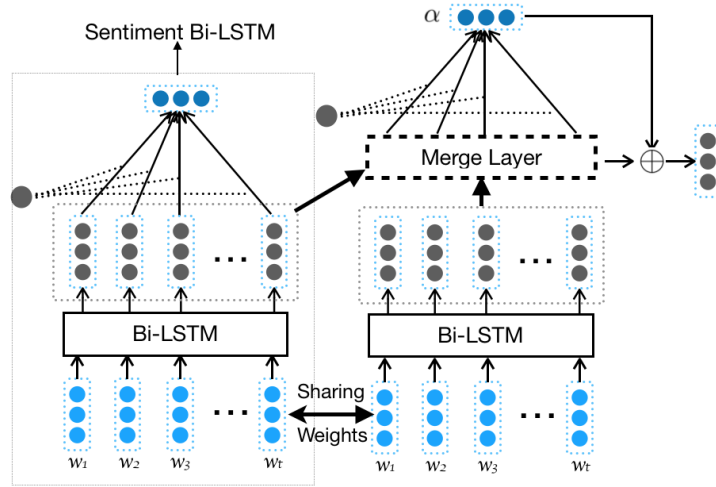 Sentiment Bi-LSTM
α
Merge Layer
...
...
Bi-LSTM
Bi-LSTM
...
Sharing
Weights
...
w₁ w₂ w₃ wₜ
w₁ w₂ w₃ wₜ